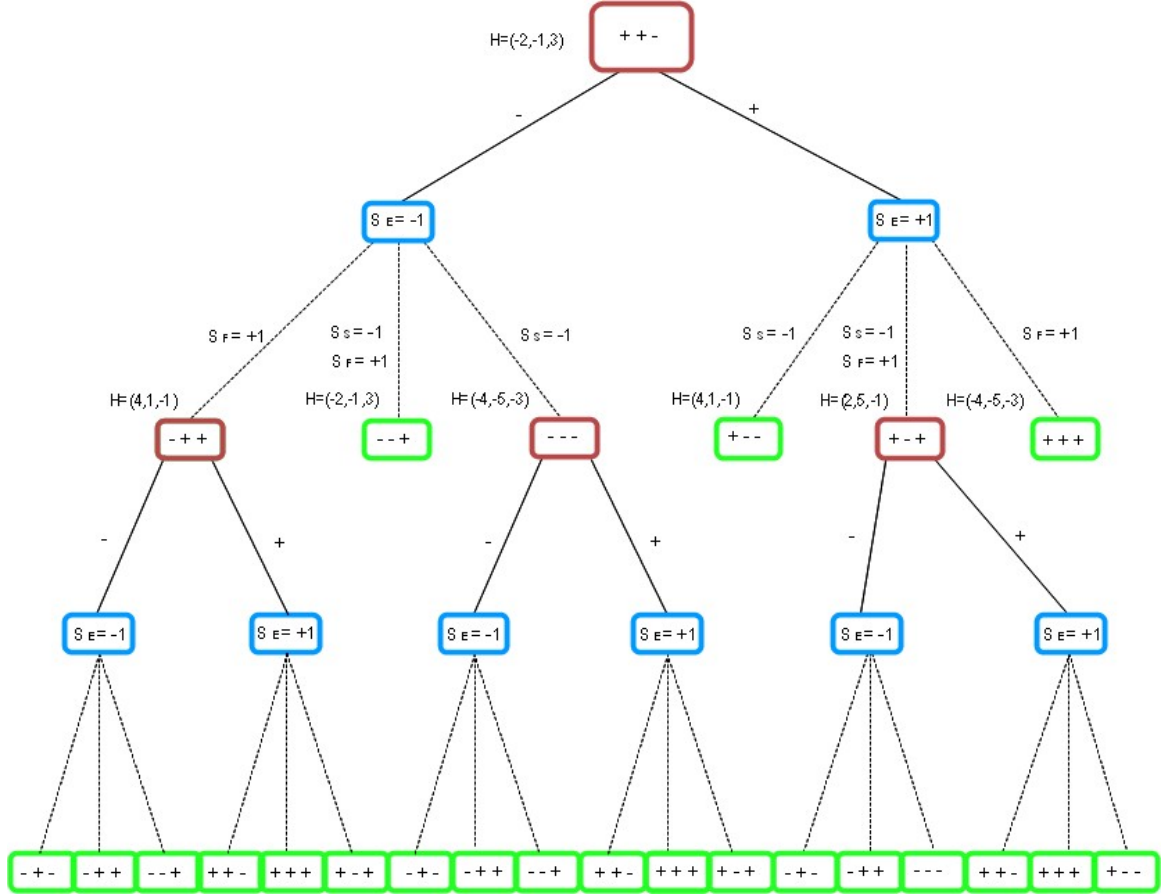 H=(-2,-1,3)
+ + -
-
+
S E= -1
S E= +1
S F= +1
S S= -1
S F= +1
S S= -1
S S= -1
S S= -1
S F= +1
S F= +1
H=(4,1,-1)
H=(-2,-1,3)
H=(-4,-5,-3)
H=(4,1,-1)
H=(2,5,-1)
H=(-4,-5,-3)
- + +
- - +
- - -
+ - -
+ - +
+ + +
-
+
-
+
-
+
S E= -1
S E= +1
S E= -1
S E= +1
S E= -1
S E= +1
- + -
- + +
- - +
+ + -
+ + +
+ - +
- + -
- + +
- - +
+ + -
+ + +
+ - +
- + -
- + +
- - -
+ + -
+ + +
+ - -